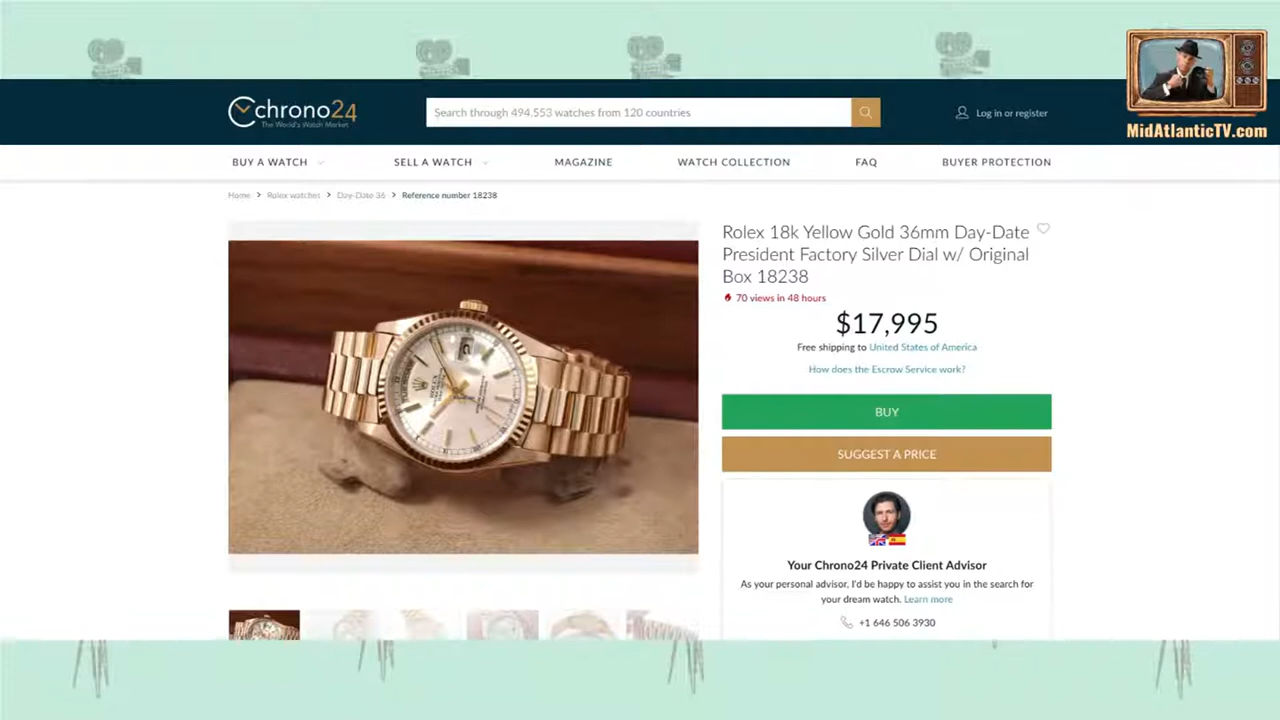 MidAtlanticTV.com
chrono24
The World's Watch Market
Search through 494.553 watches from 120 countries
Log in or register
BUY A WATCH
SELL A WATCH
MAGAZINE
WATCH COLLECTION
FAQ
BUYER PROTECTION
Home > Rolex watches > Day-Date 36 > Reference number 18238
Rolex 18k Yellow Gold 36mm Day-Date
President Factory Silver Dial w/ Original
Box 18238
70 views in 48 hours
$17,995
Free shipping to United States of America
How does the Escrow Service work?
BUY
SUGGEST A PRICE
Your Chrono24 Private Client Advisor
As your personal advisor, I'd be happy to assist you in the search for
your dream watch. Learn more
+1 646 506 3930
ROLEX